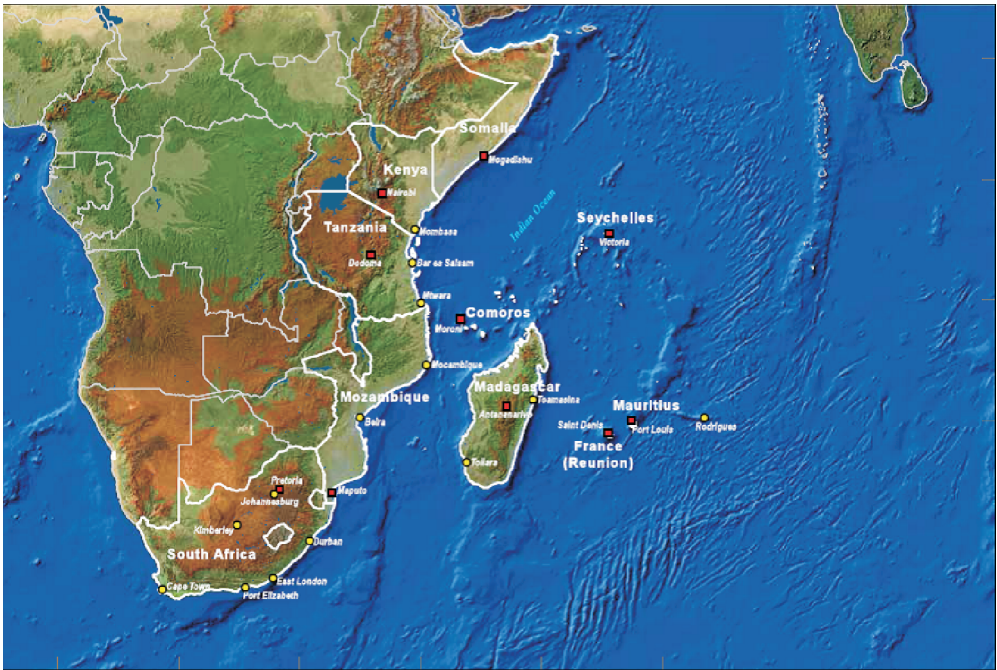 Somalia
Mogadishu
Kenya
Nairobi
Indian Ocean
Seychelles
Victoria
Tanzania
Mombasa
Dodoma
Dar es Salaam
Mtwara
Comoros
Moroni
Mocambique
Madagascar
Mozambique
Toamasina
Antananarivo
Mauritius
Beira
Saint Denis
Port Louis
Rodrigues
France
(Reunion)
Toliara
Pretoria
Maputo
Johannesburg
Kimberley
South Africa
Durban
East London
Cape Town
Port Elizabeth